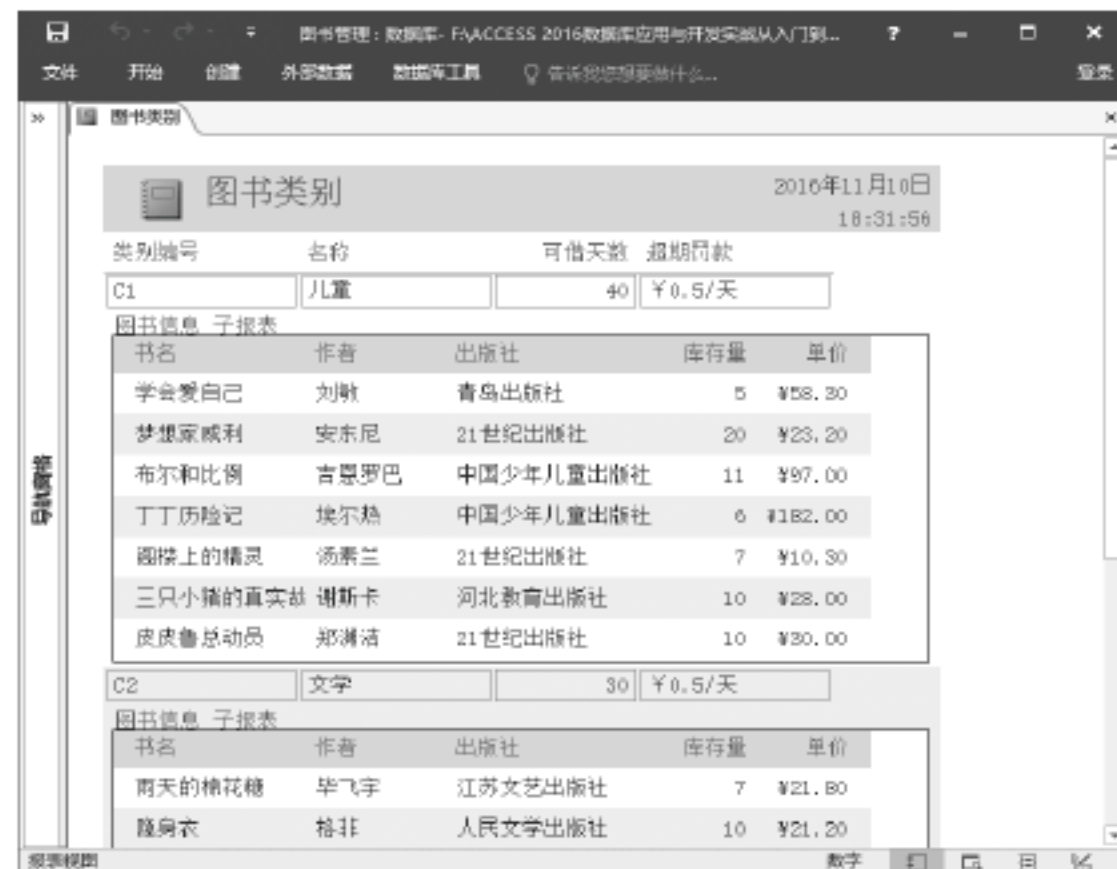 图书管理：数据库- F:\ACCESS 2016数据库应用与开发实战从入门到... ?
文件 开始 创建 外部数据 数据库工具 告诉我您想要做什么... 登录
» 图书类别
导航窗格
图书类别 2016年11月10日
18:31:56
类别编号 名称 可借天数 超期罚款
C1 儿童 40 ￥0.5/天
图书信息 子报表
书名 作者 出版社 库存量 单价
学会爱自己 刘敏 青岛出版社 5 ¥58.30
梦想家威利 安东尼 21世纪出版社 20 ¥23.20
布尔和比例 吉恩罗巴 中国少年儿童出版社 11 ¥97.00
丁丁历险记 埃尔热 中国少年儿童出版社 6 ¥182.00
阁楼上的精灵 汤素兰 21世纪出版社 7 ¥10.30
三只小猪的真实故 谢斯卡 河北教育出版社 10 ¥28.00
皮皮鲁总动员 郑渊洁 21世纪出版社 10 ¥30.00
C2 文学 30 ￥0.5/天
图书信息 子报表
书名 作者 出版社 库存量 单价
雨天的棉花糖 毕飞宇 江苏文艺出版社 7 ¥21.80
隐身衣 格非 人民文学出版社 10 ¥21.20
报表视图 数字